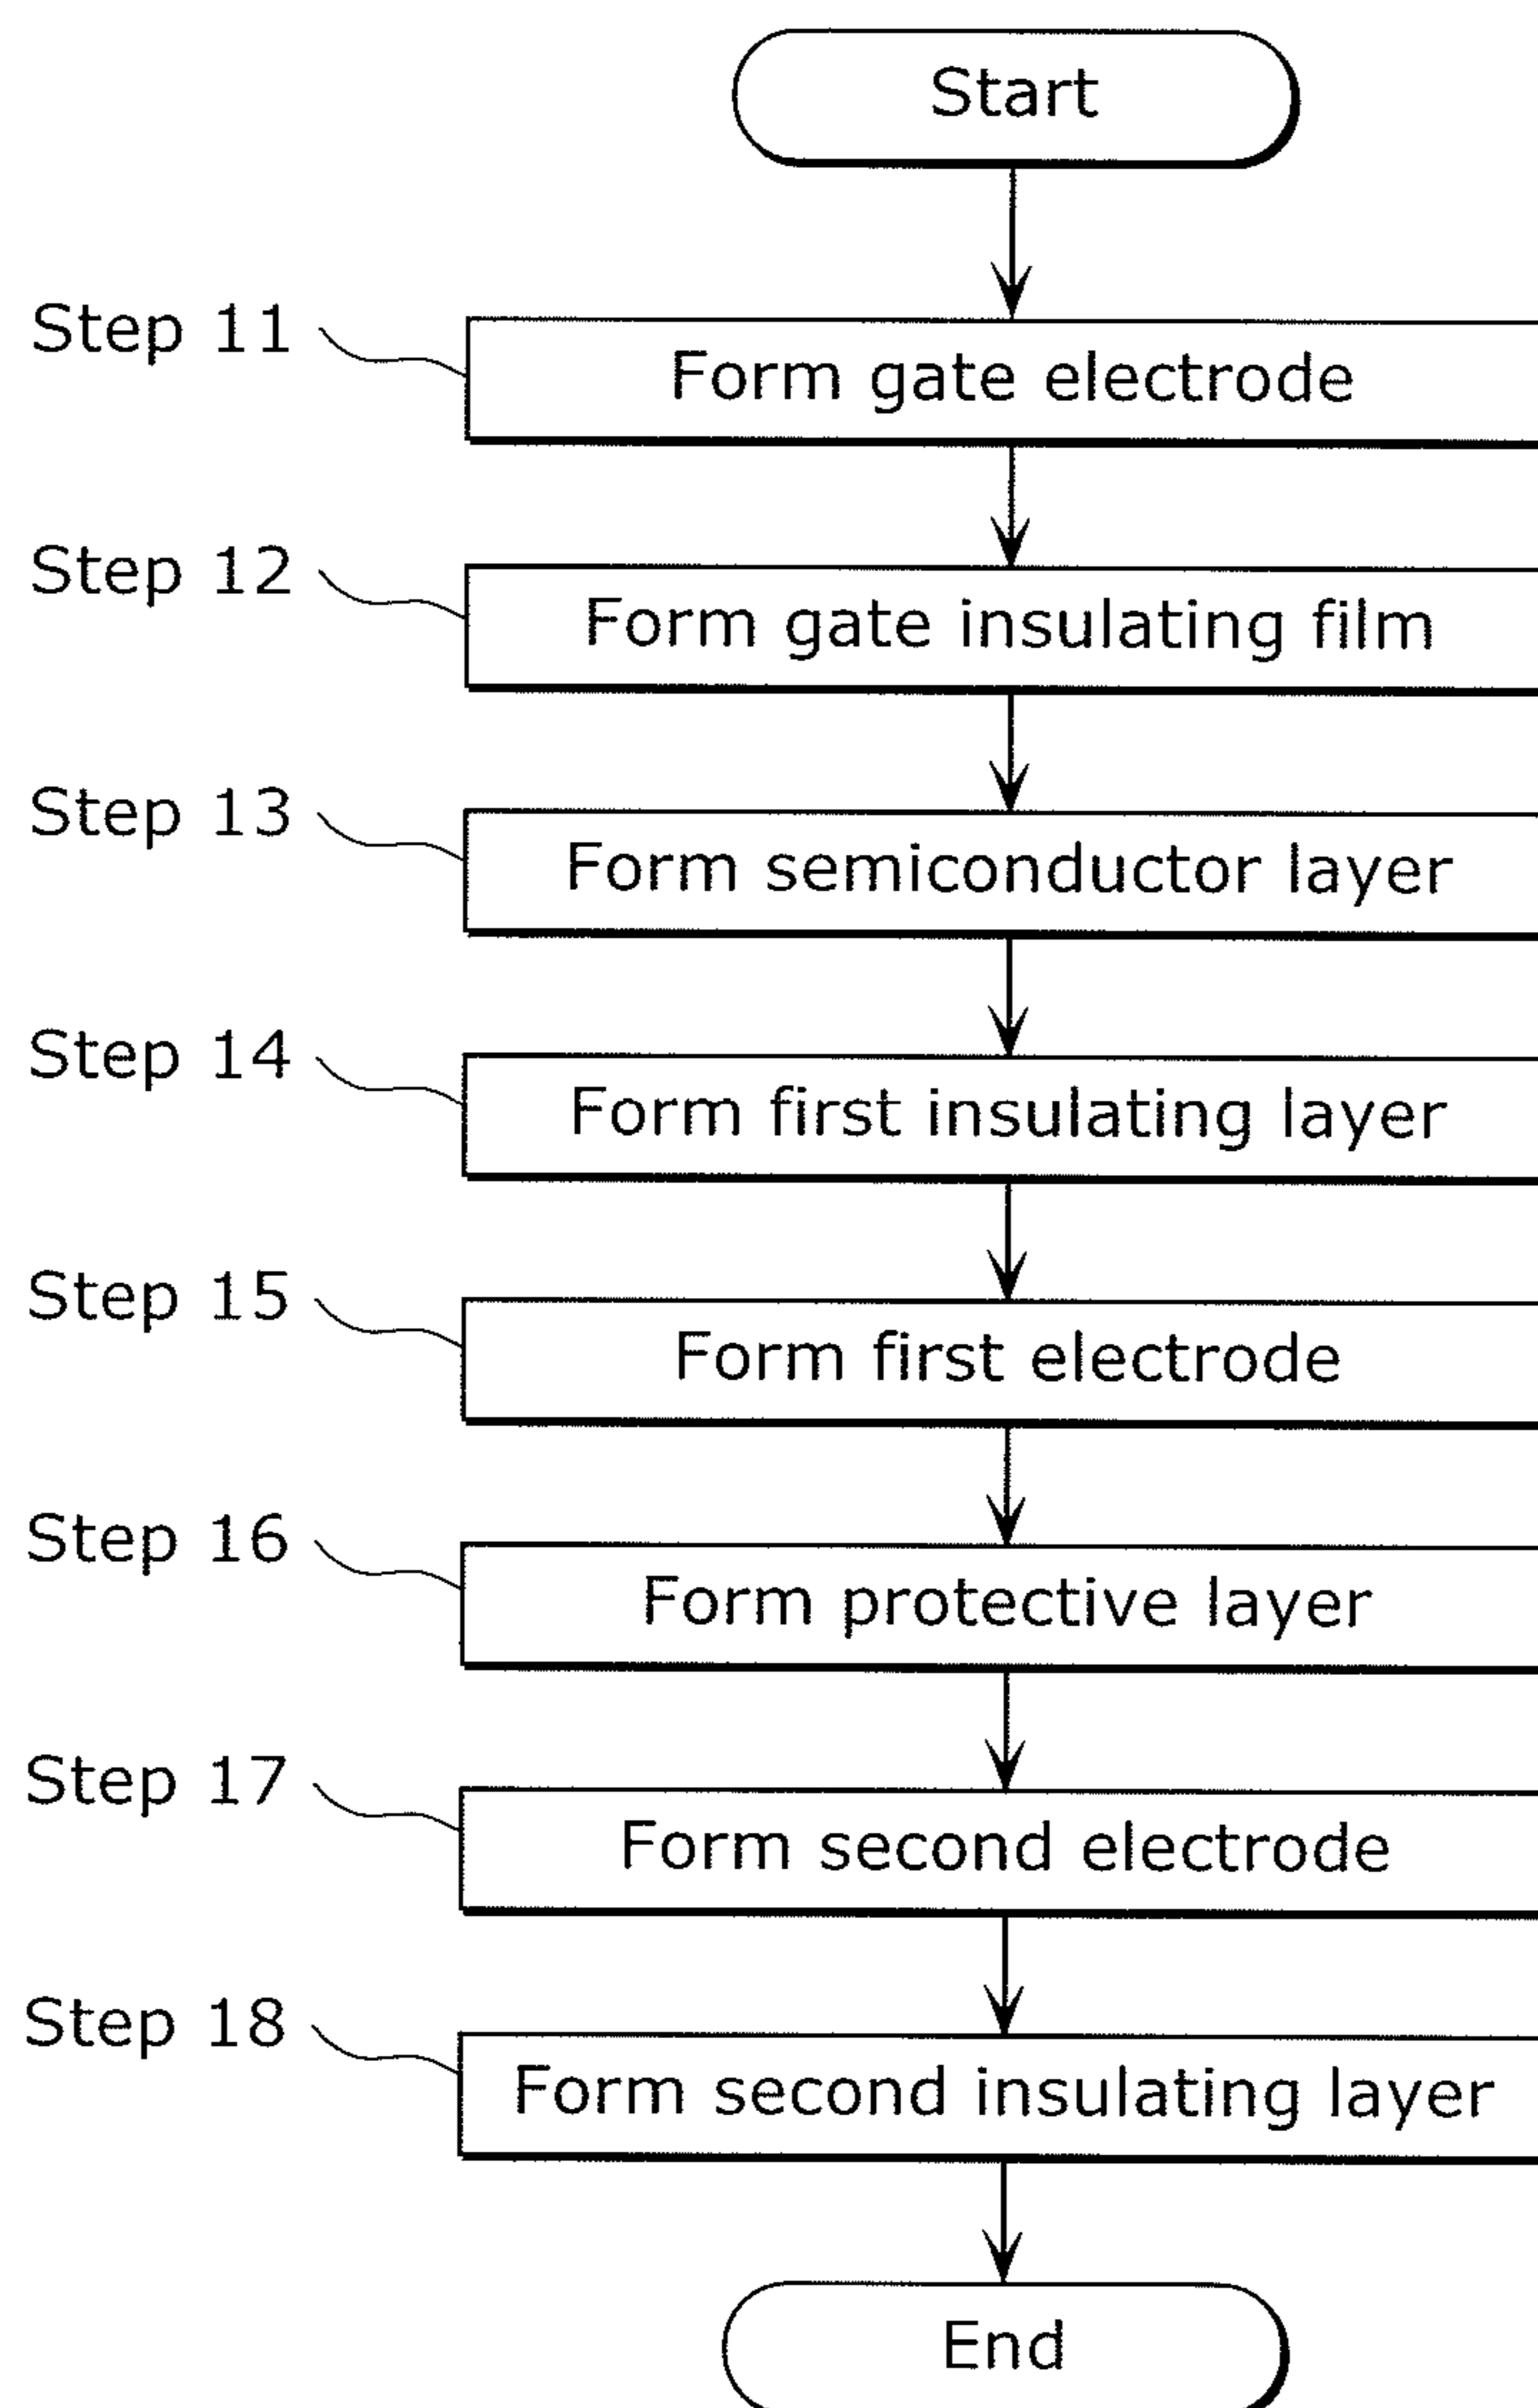 Start
Step 11
Form gate electrode
Step 12
Form gate insulating film
Step 13
Form semiconductor layer
Step 14
Form first insulating layer
Step 15
Form first electrode
Step 16
Form protective layer
Step 17
Form second electrode
Step 18
Form second insulating layer
End